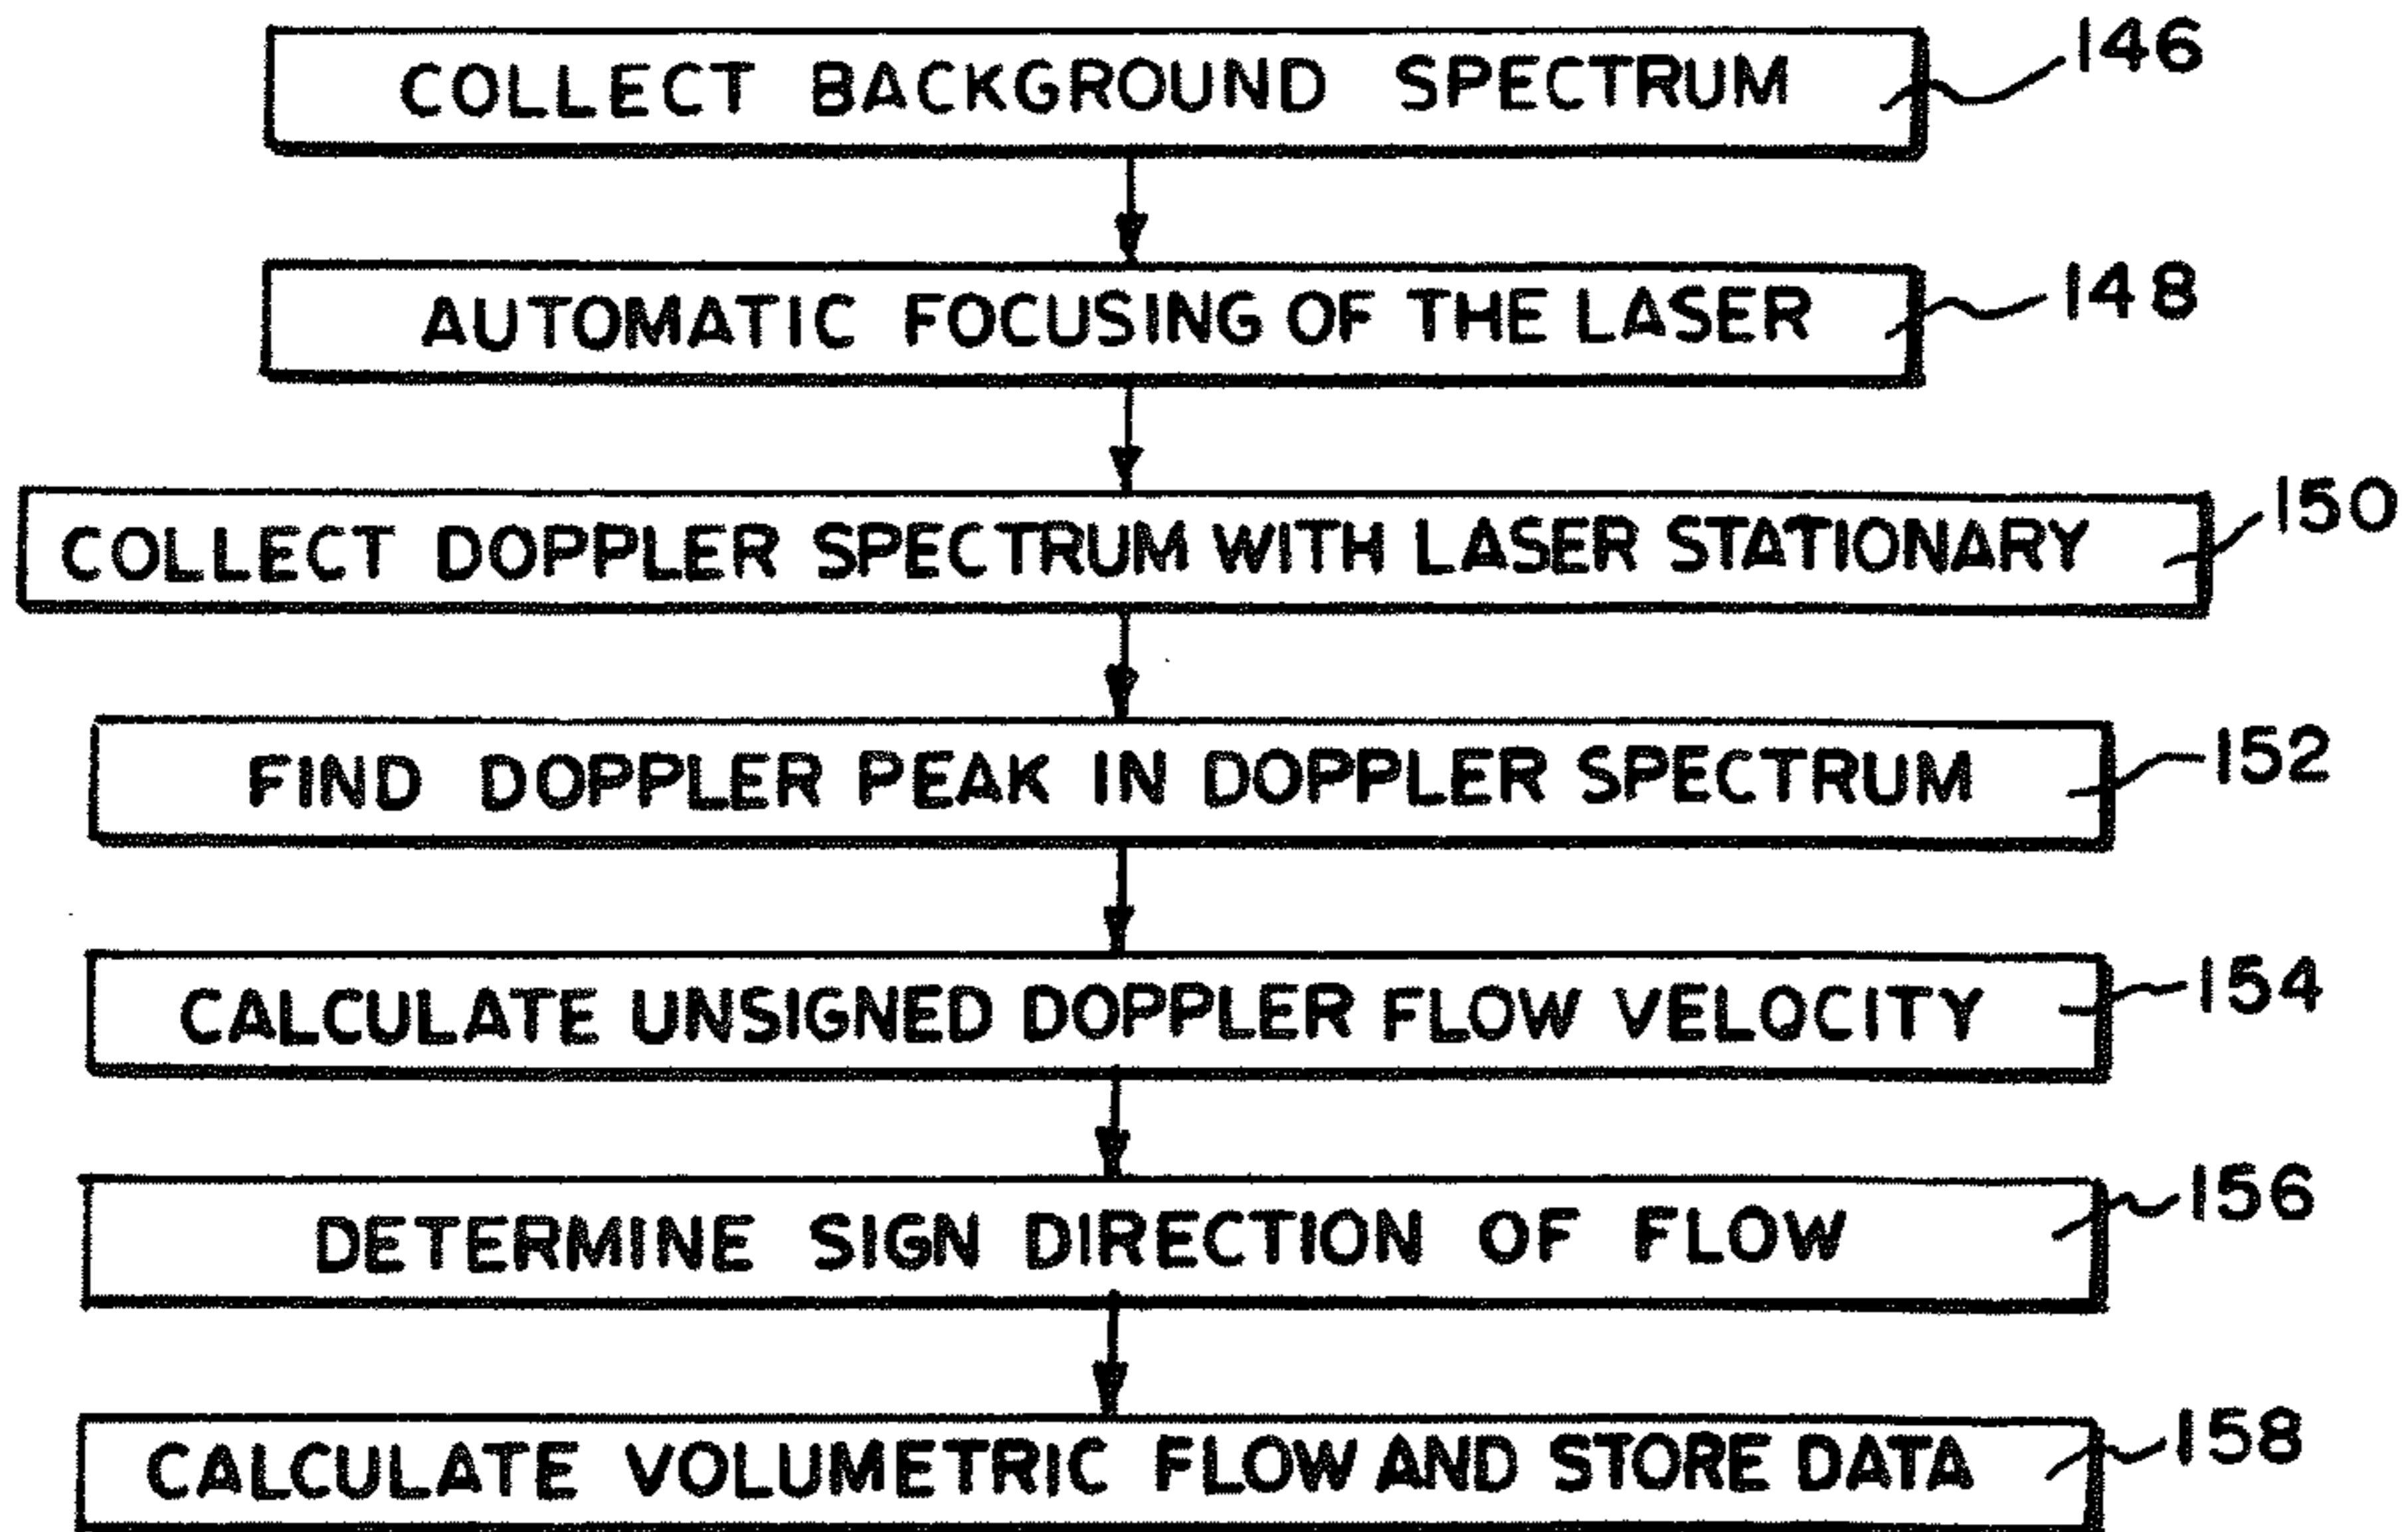 COLLECT BACKGROUND SPECTRUM 146
AUTOMATIC FOCUSING OF THE LASER 148
COLLECT DOPPLER SPECTRUM WITH LASER STATIONARY 150
FIND DOPPLER PEAK IN DOPPLER SPECTRUM 152
CALCULATE UNSIGNED DOPPLER FLOW VELOCITY 154
DETERMINE SIGN DIRECTION OF FLOW 156
CALCULATE VOLUMETRIC FLOW AND STORE DATA 158